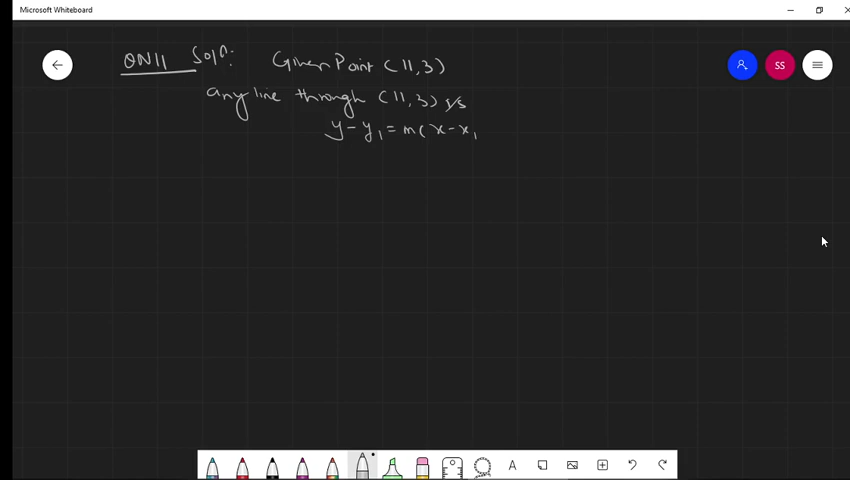 Microsoft Whiteboard
SS
QN11 Solⁿ: Given Point (11,3)
any line through (11,3) is
y - y₁ = m(x - x₁
A